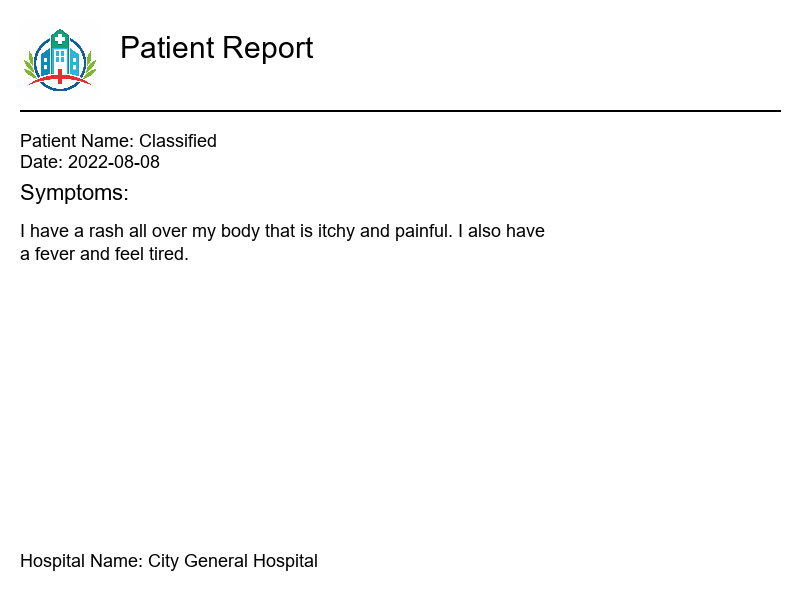 Patient Report
Patient Name: Classified
Date: 2022-08-08
Symptoms:
I have a rash all over my body that is itchy and painful. I also have
a fever and feel tired.
Hospital Name: City General Hospital